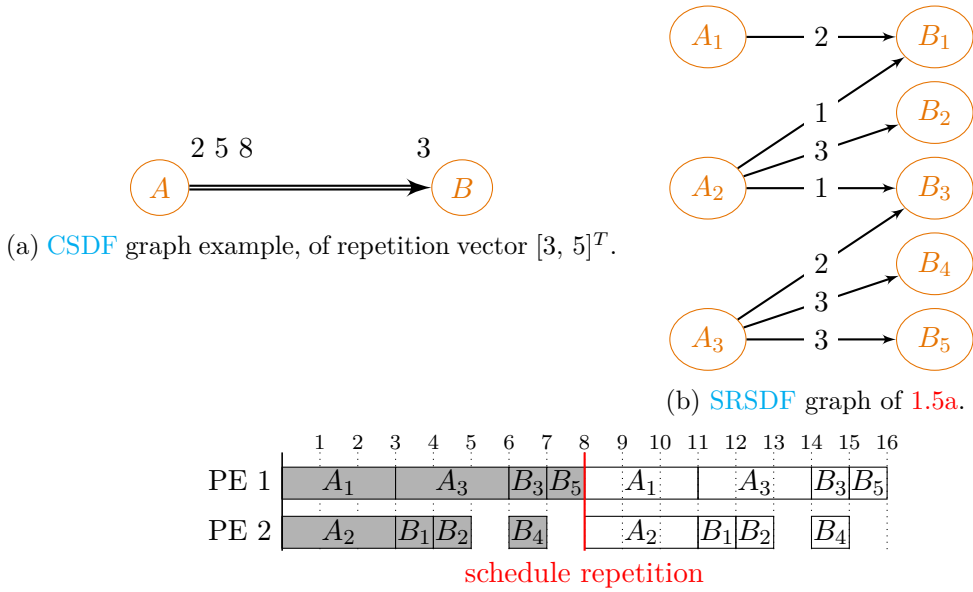 2 5 8 3
A B
(a) CSDF graph example, of repetition vector [3, 5]^T.
A₁ 2 B₁
1
3 B₂
A₂ 1 B₃
2
3 B₄
A₃ 3 B₅
(b) SRSDF graph of 1.5a.
1 2 3 4 5 6 7 8 9 10 11 12 13 14 15 16
PE 1 A₁ A₃ B₃ B₅ A₁ A₃ B₃ B₅
PE 2 A₂ B₁ B₂ B₄ A₂ B₁ B₂ B₄
schedule repetition